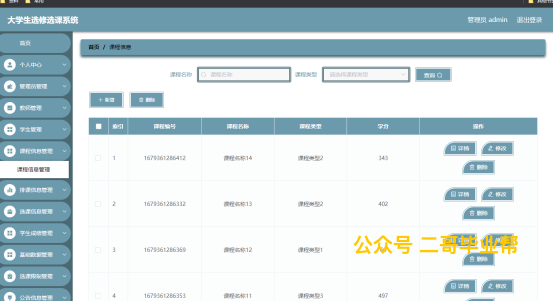 大学生选修选课系统
管理员 admin 退出登录
首页
首页 / 课程信息
个人中心
管理员管理
教师管理
学生管理
课程信息管理
课程信息管理
授课信息管理
选课信息管理
学生成绩管理
基础数据管理
选课限制管理
公告信息管理
课程名称 课程名称 课程类型 请选择课程类型 查询
+ 新增 删除
索引 课程编号 课程名称 课程类型 学分 操作
1 1679361286412 课程名称14 课程类型2 343 详情 修改 删除
2 1679361286332 课程名称13 课程类型2 402 详情 修改 删除
3 1679361286369 课程名称12 课程类型1 删除
4 1679361286353 课程名称11 课程类型3 497 详情 修改
公众号 二哥毕业帮